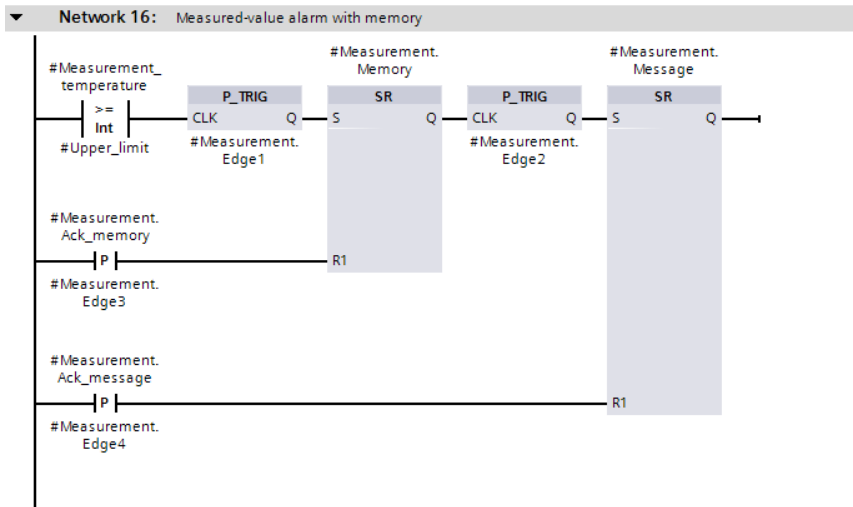 Network 16: Measured-value alarm with memory
#Measurement_
temperature
>=
Int
#Upper_limit
P_TRIG
CLK Q
#Measurement.
Edge1
#Measurement.
Memory
SR
S Q
R1
P_TRIG
CLK Q
#Measurement.
Edge2
#Measurement.
Message
SR
S Q
R1
#Measurement.
Ack_memory
P
#Measurement.
Edge3
#Measurement.
Ack_message
P
#Measurement.
Edge4